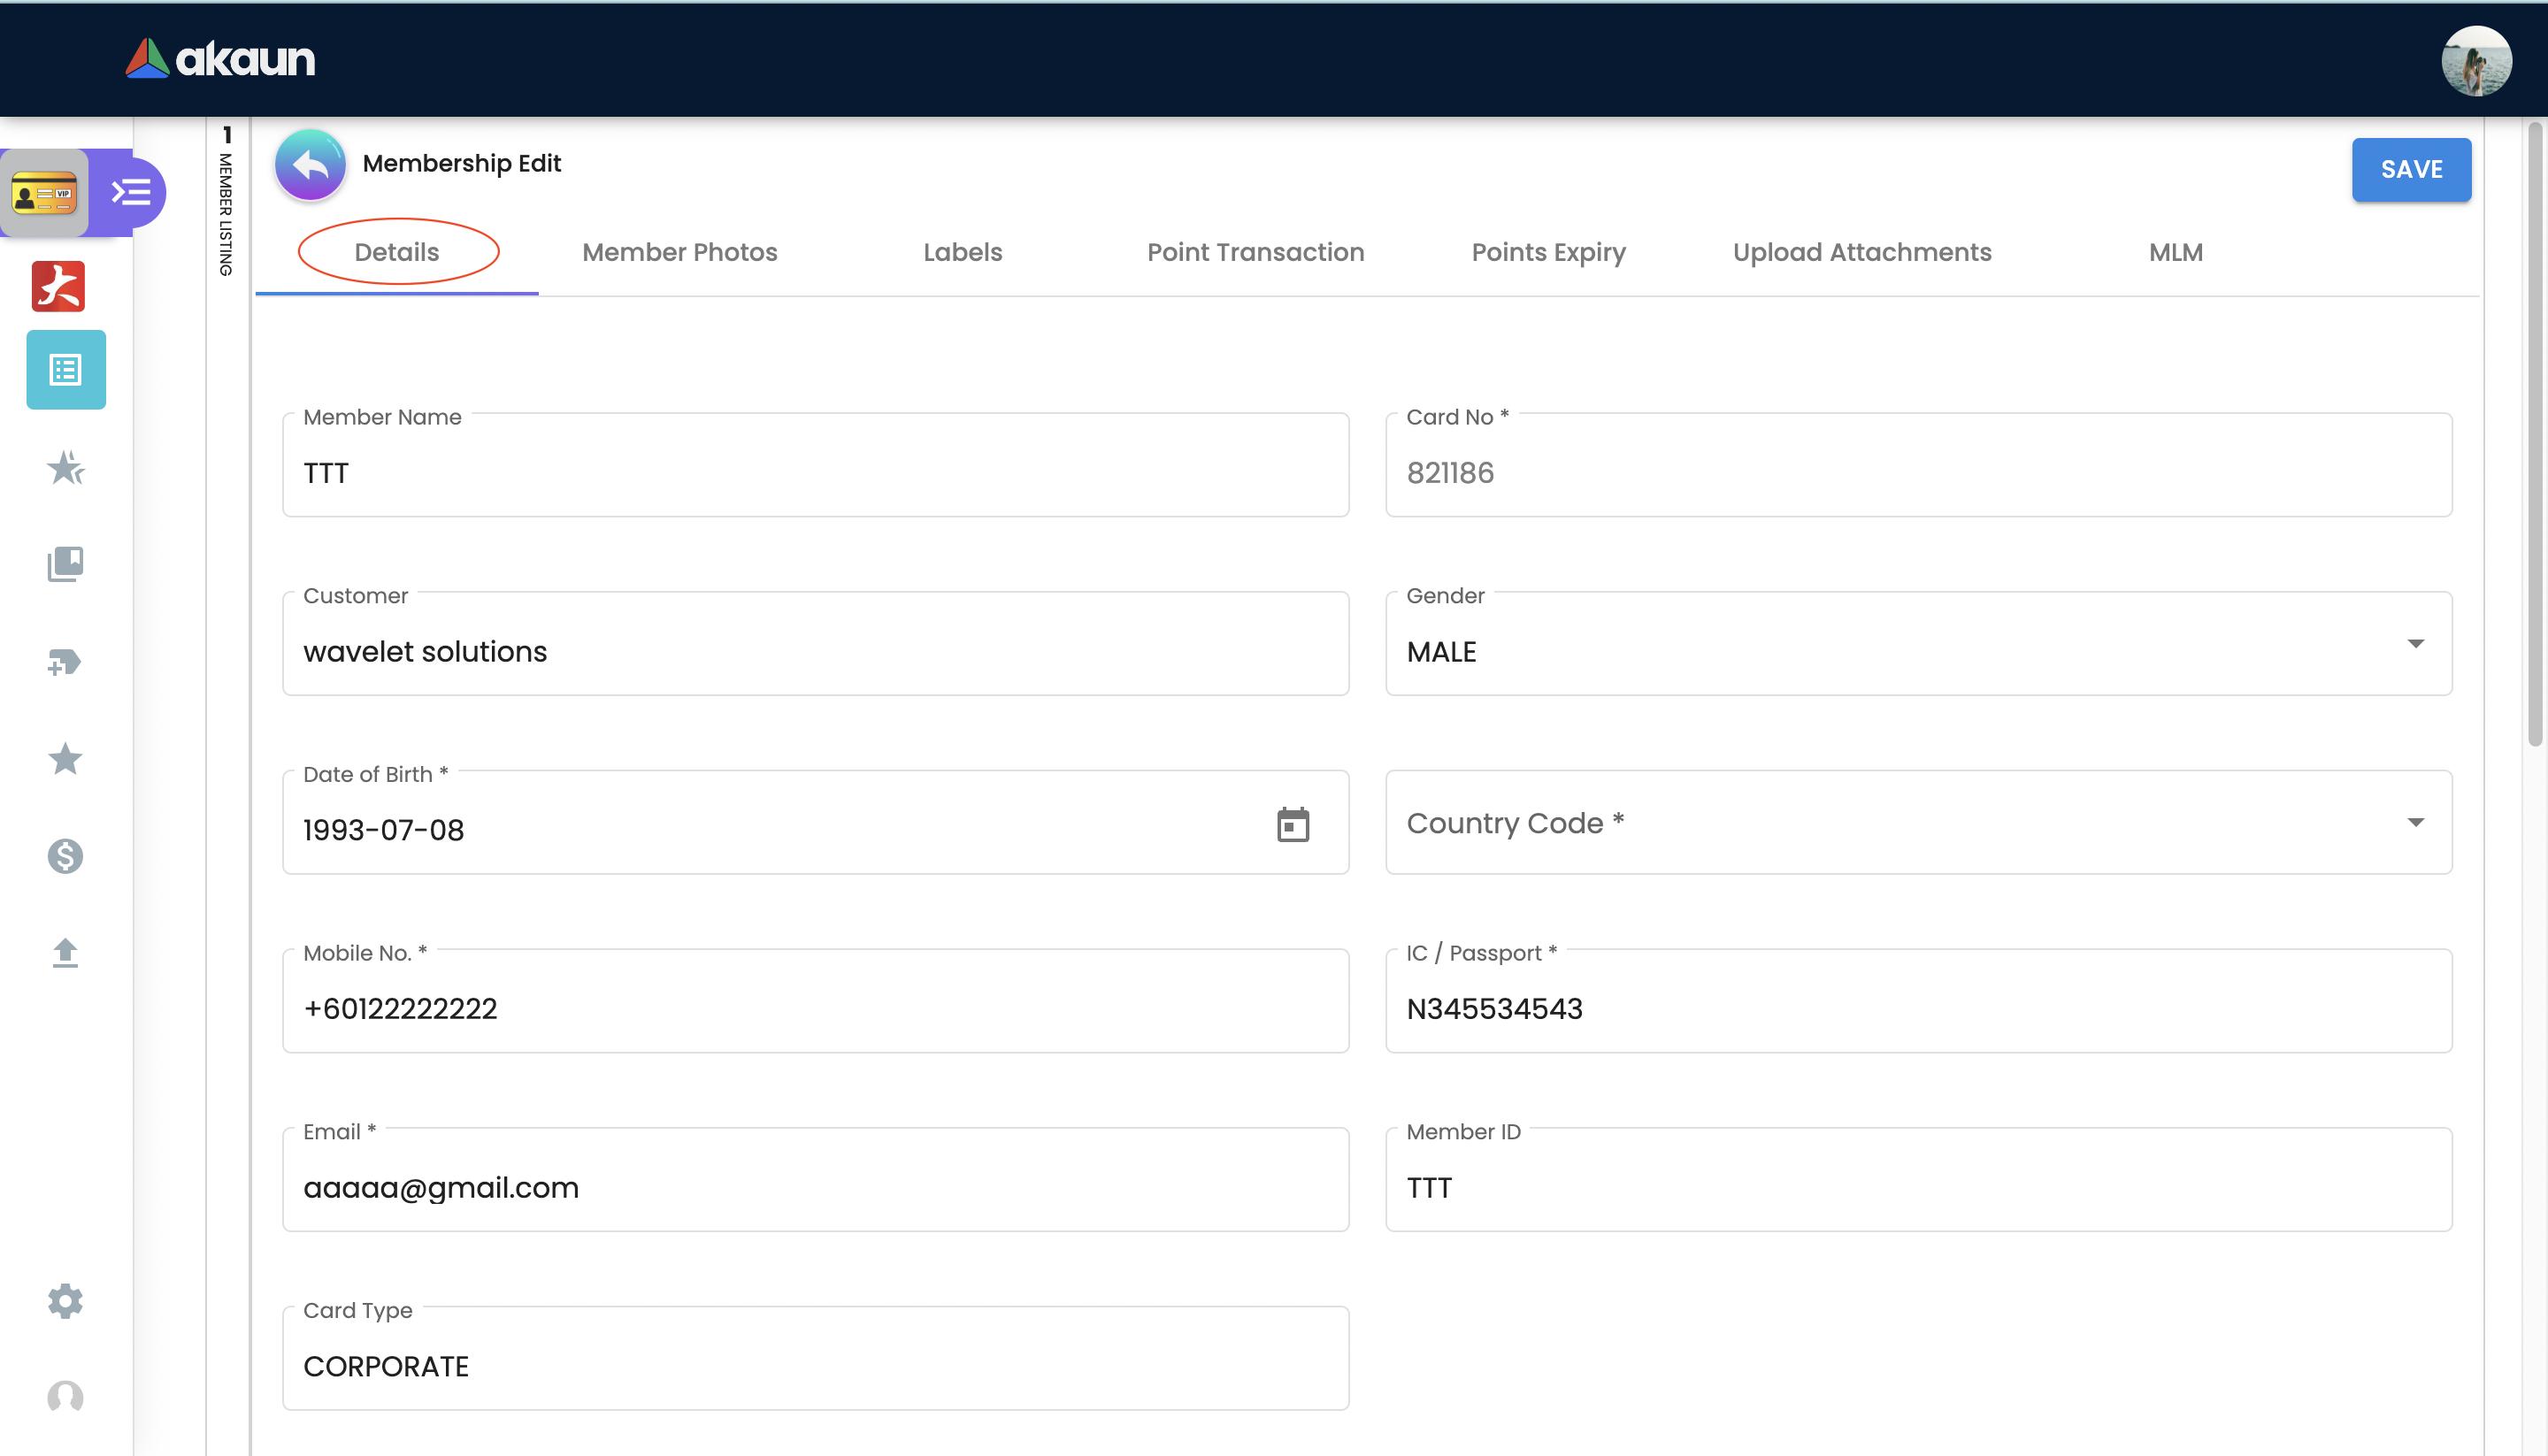 akaun
VIP
1 MEMBER LISTING
Membership Edit
SAVE
Details Member Photos Labels Point Transaction Points Expiry Upload Attachments MLM
Member Name
TTT
Card No *
821186
Customer
wavelet solutions
Gender
MALE
Date of Birth *
1993-07-08
Country Code *
Mobile No. *
+60122222222
IC / Passport *
N345534543
Email *
aaaaa@gmail.com
Member ID
TTT
Card Type
CORPORATE